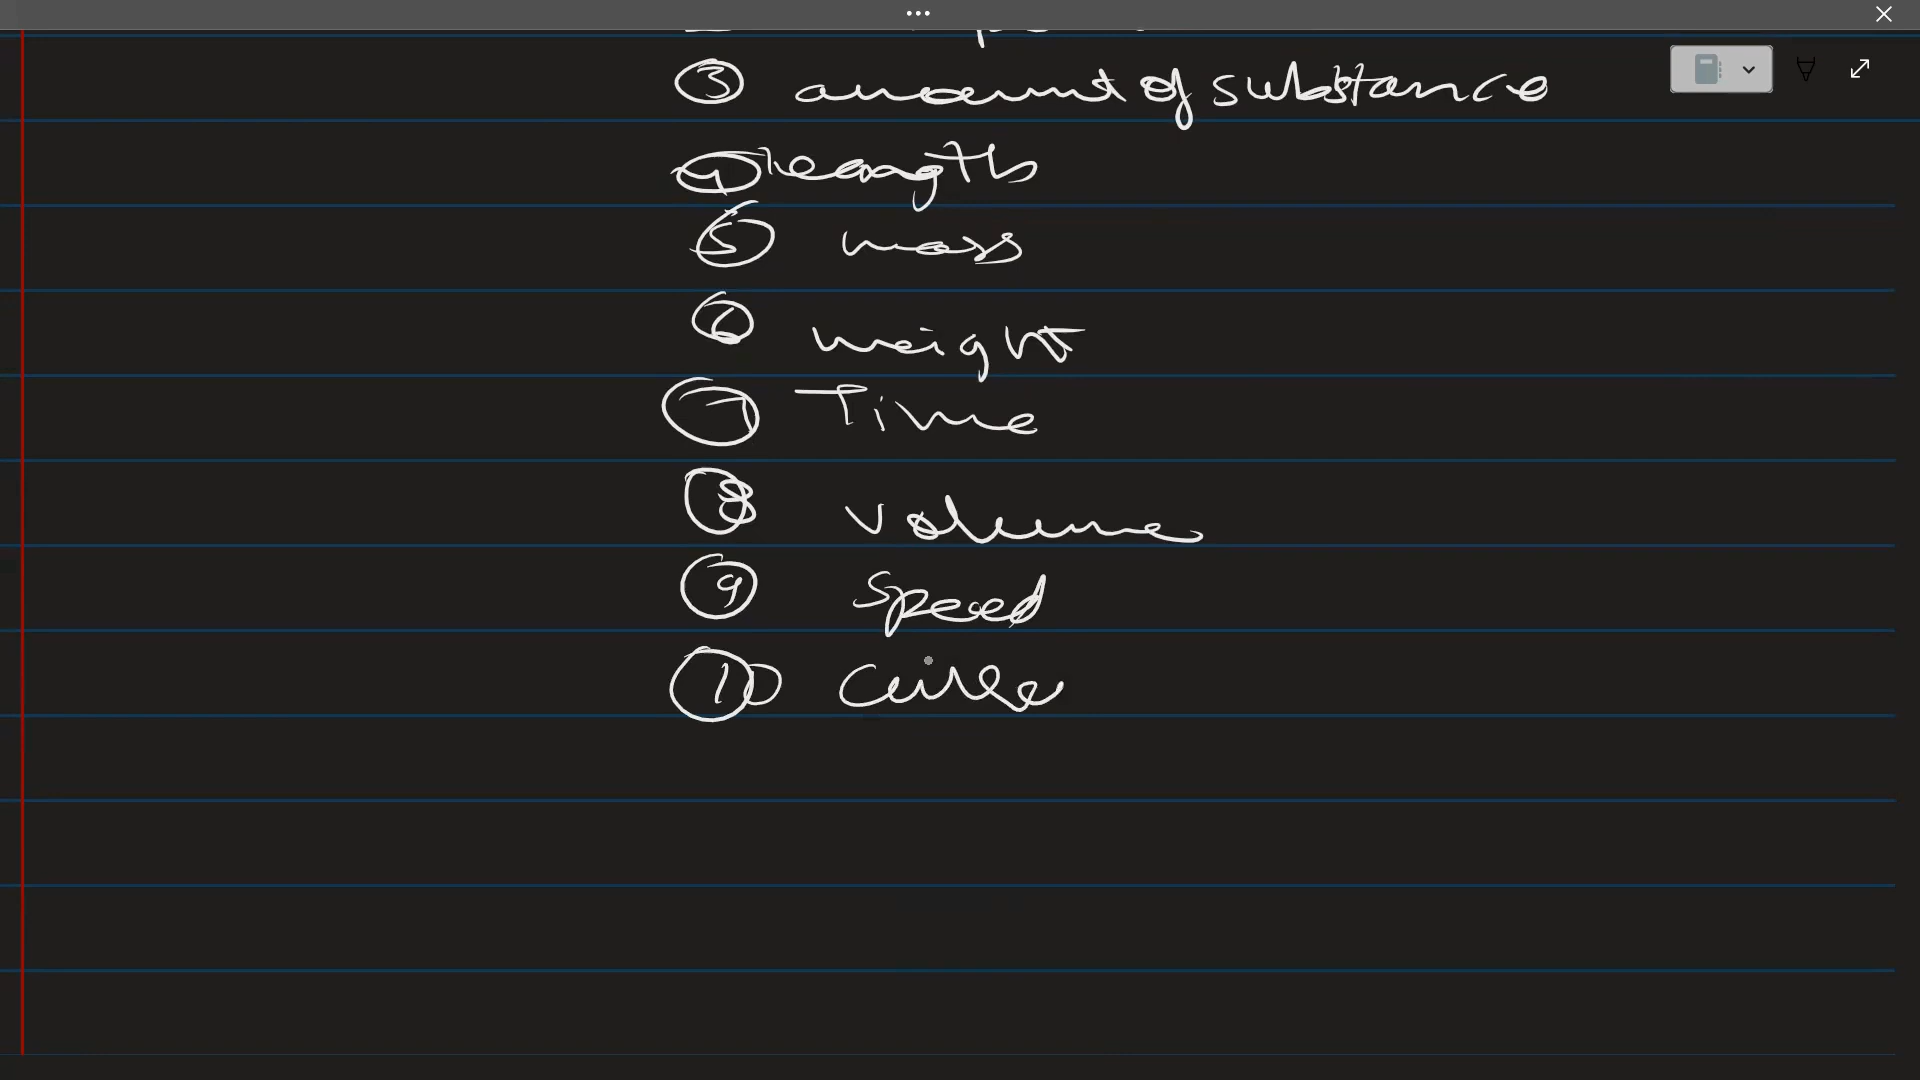 ③ amount of substance
④ length
⑤ mass
⑥ weight
⑦ Time
⑧ volume
⑨ Speed
⑩